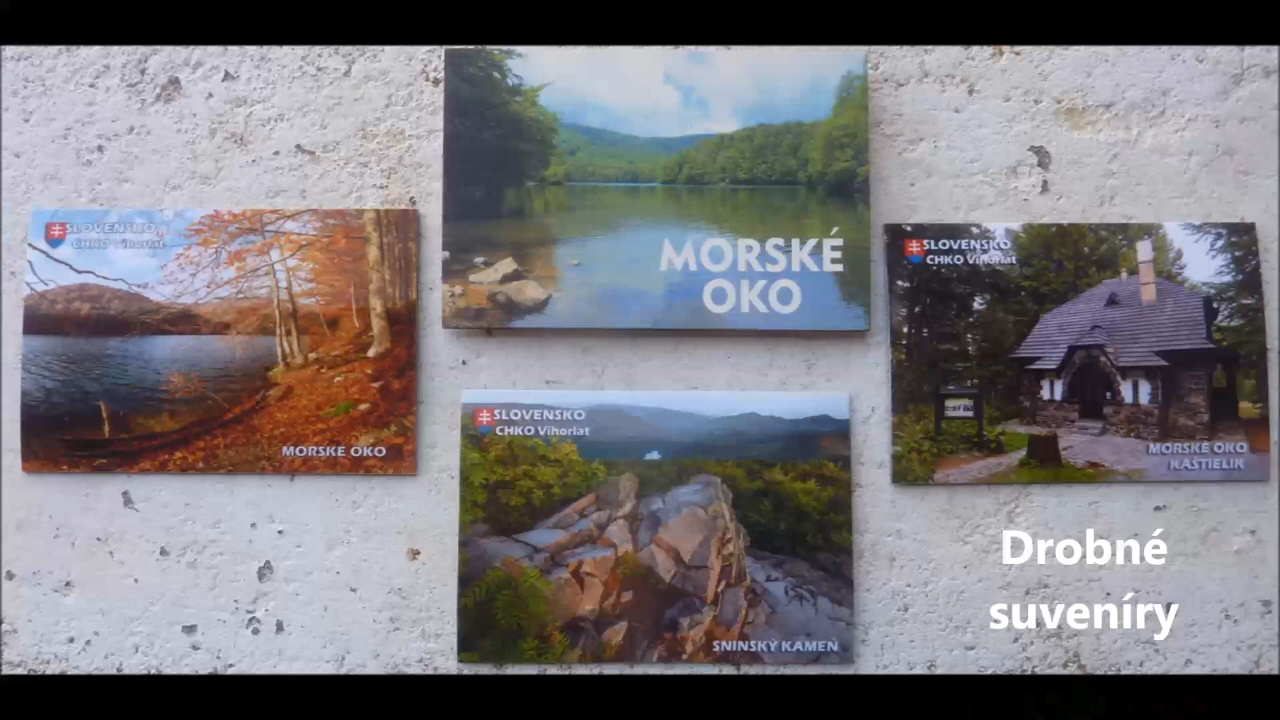 MORSKÉ
OKO
SLOVENSKO
CHKO Vihorlat
MORSKE OKO
SLOVENSKO
CHKO Vihorlat
MORSKE OKO
KAŠTIELIK
SLOVENSKO
CHKO Vihorlat
SNINSKÝ KAMEŇ
Drobné
suveníry